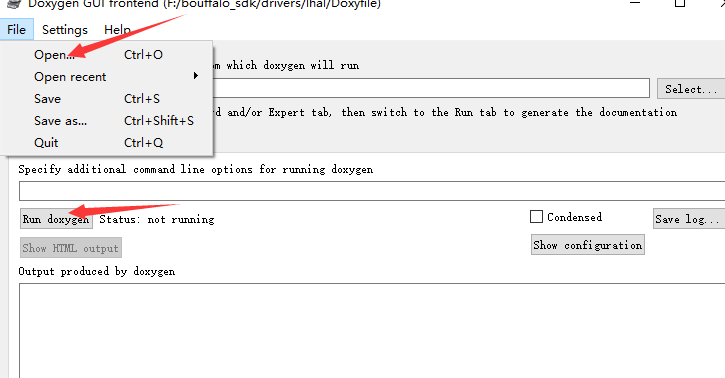 Doxygen GUI frontend (F:/bouffalo_sdk/drivers/lhal/Doxyfile)
File Settings Help
Open... Ctrl+O
Open recent
Save Ctrl+S
Save as... Ctrl+Shift+S
Quit Ctrl+Q
om which doxygen will run
Select...
rd and/or Expert tab, then switch to the Run tab to generate the documentation
Specify additional command line options for running doxygen
Run doxygen Status: not running Condensed Save log...
Show HTML output Show configuration
Output produced by doxygen